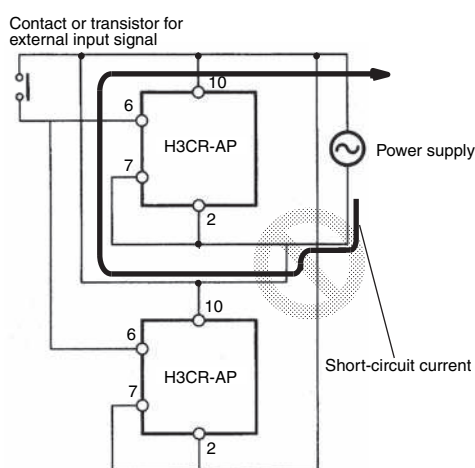 Contact or transistor for
external input signal
10
6
H3CR-AP
7
2
Power supply
10
6
H3CR-AP
7
2
Short-circuit current